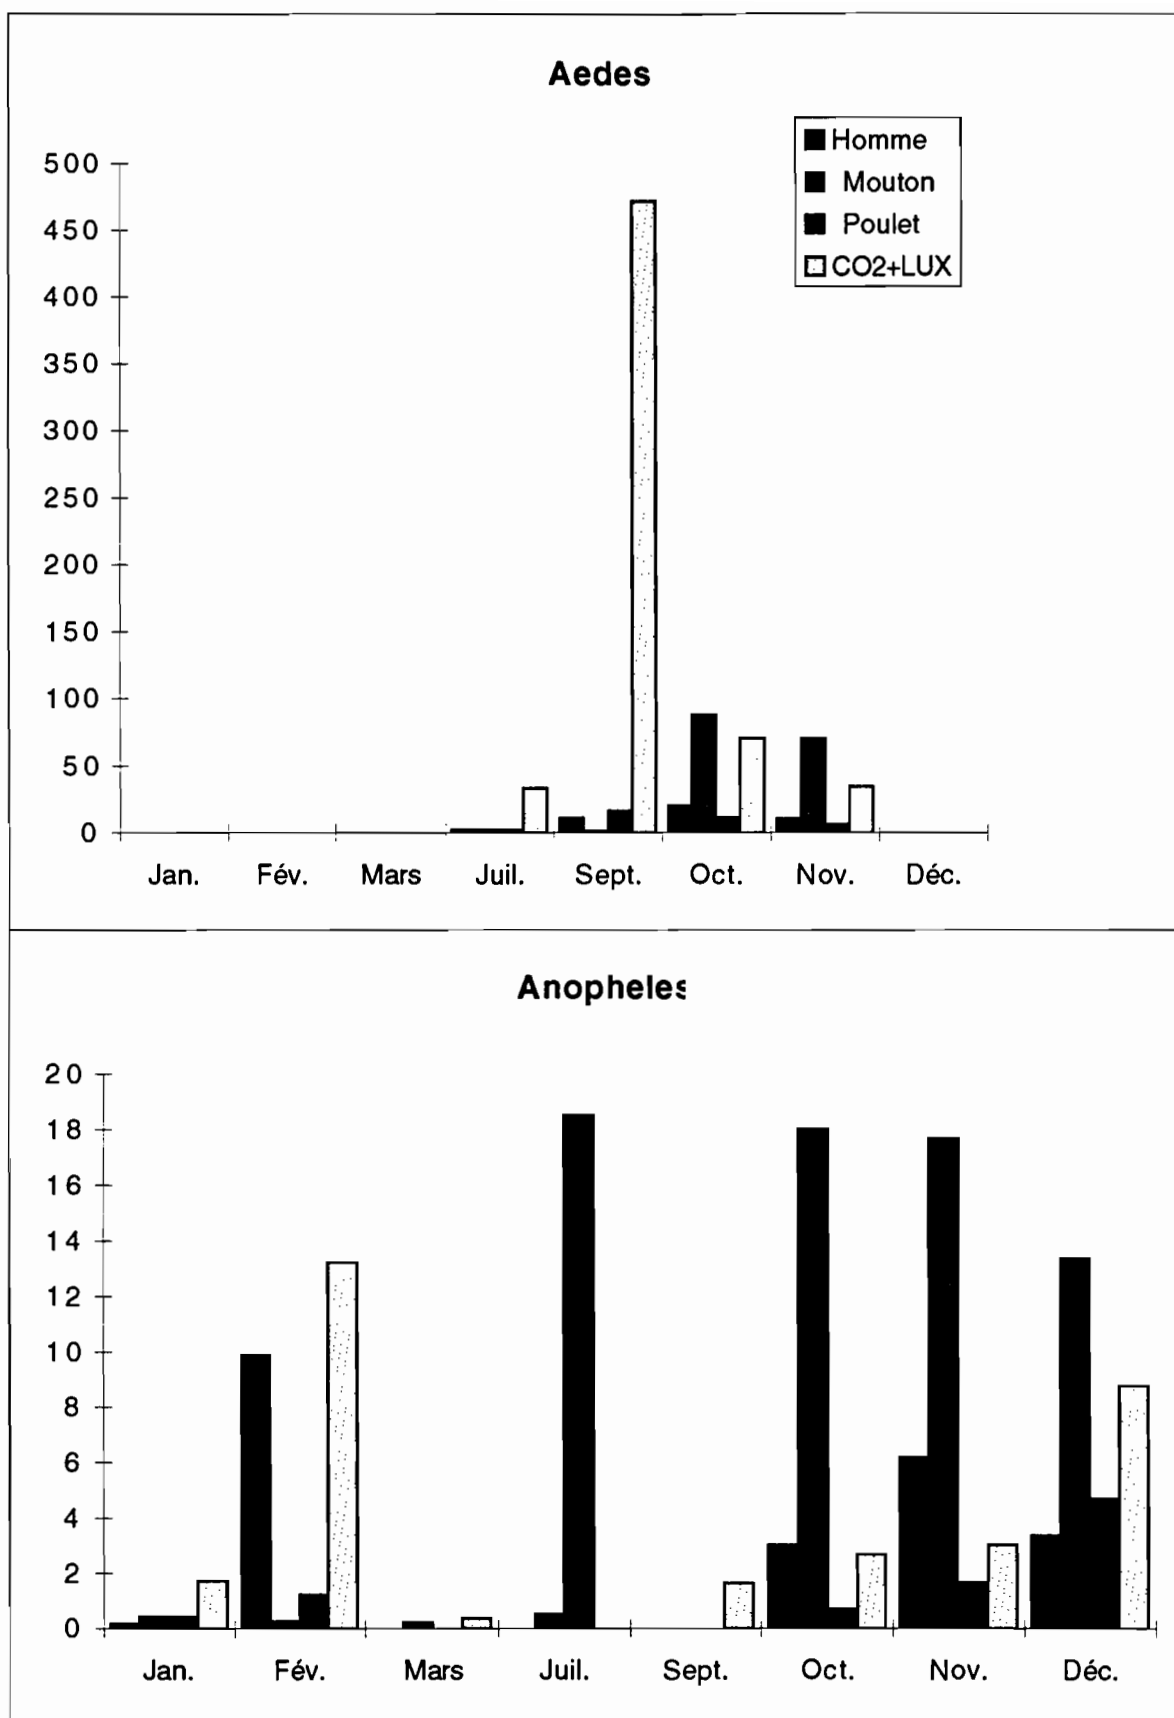 Aedes
Homme
Mouton
Poulet
CO2+LUX
500
450
400
350
300
250
200
150
100
50
0
Jan. Fév. Mars Juil. Sept. Oct. Nov. Déc.
Anopheles
20
18
16
14
12
10
8
6
4
2
0
Jan. Fév. Mars Juil. Sept. Oct. Nov. Déc.